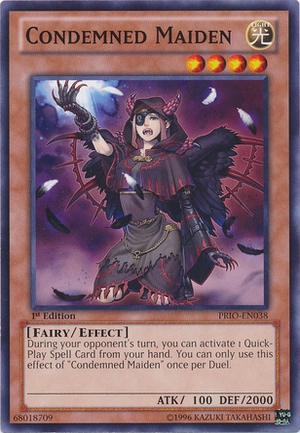 CONDEMNED MAIDEN
LIGHT
光
1st Edition
PRIO-EN038
[FAIRY/EFFECT]
During your opponent's turn, you can activate 1 Quick-
Play Spell Card from your hand. You can only use this
effect of "Condemned Maiden" once per Duel.
ATK/ 100 DEF/2000
68018709
©1996 KAZUKI TAKAHASHI